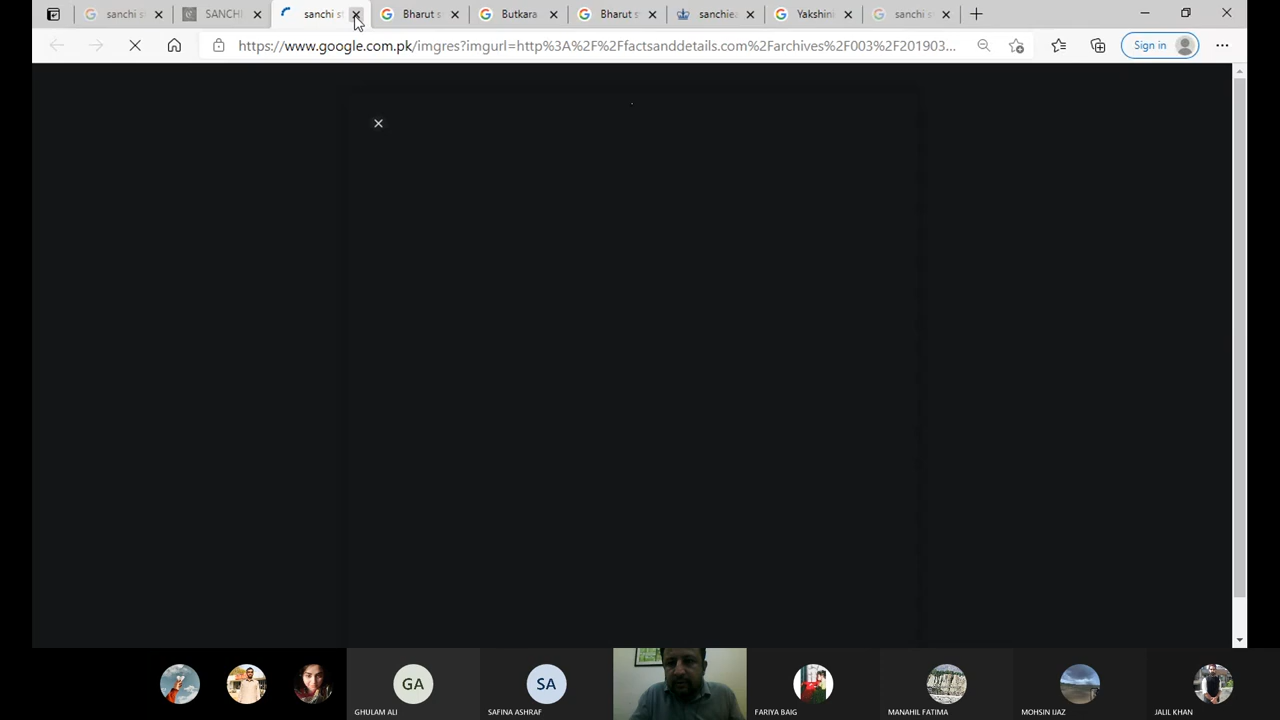 sanchi s
SANCHI
sanchi s
Bharut s
Butkara
Bharut s
sanchiea
Yakshini
sanchi s
https://www.google.com.pk/imgres?imgurl=http%3A%2F%2Ffactsanddetails.com%2Farchives%2F003%2F201903...
Sign in
GA
SA
GHULAM ALI
SAFINA ASHRAF
FARIYA BAIG
MANAHIL FATIMA
MOHSIN IJAZ
JALIL KHAN